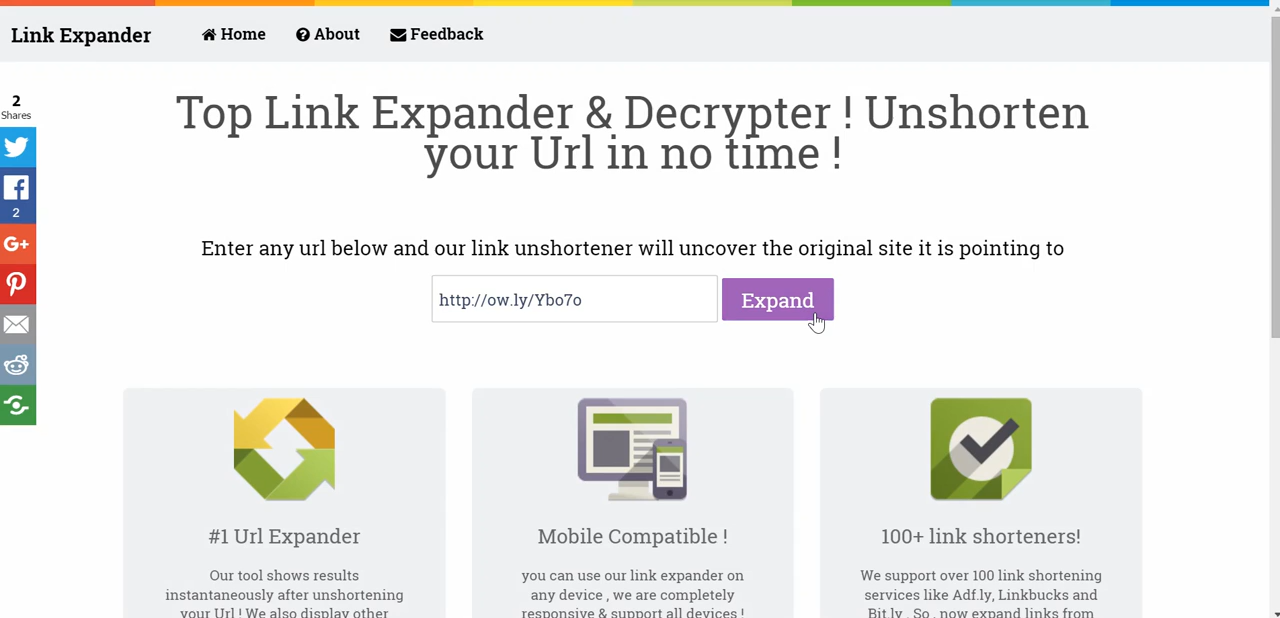 Link Expander
Home
About
Feedback
2
Shares
2
G+
Top Link Expander & Decrypter ! Unshorten
your Url in no time !
Enter any url below and our link unshortener will uncover the original site it is pointing to
http://ow.ly/Ybo7o
Expand
#1 Url Expander
Our tool shows results
instantaneously after unshortening
your Url ! We also display other
Mobile Compatible !
you can use our link expander on
any device , we are completely
responsive & support all devices !
100+ link shorteners!
We support over 100 link shortening
services like Adf.ly, Linkbucks and
Bit.ly . So , now expand links from